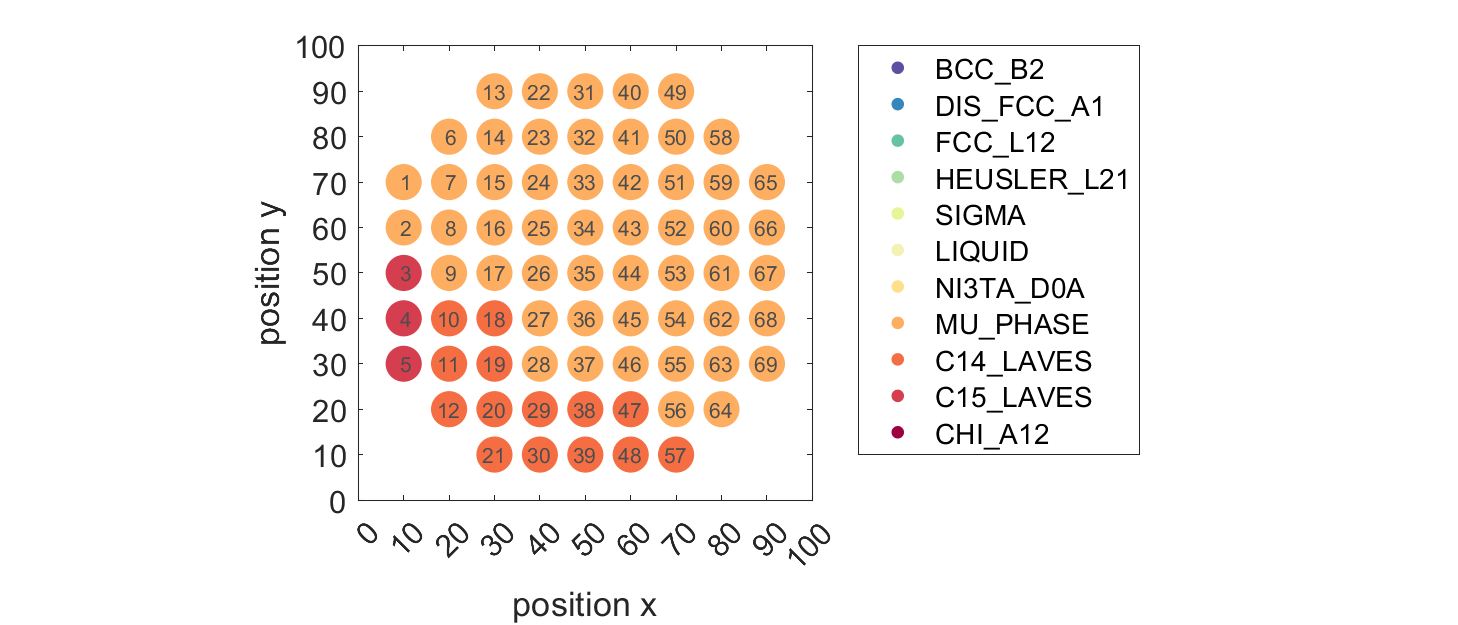 100
90
80
70
60
50
40
30
20
10
0
position y
13 22 31 40 49
6 14 23 32 41 50 58
1 7 15 24 33 42 51 59 65
2 8 16 25 34 43 52 60 66
3 9 17 26 35 44 53 61 67
4 10 18 27 36 45 54 62 68
5 11 19 28 37 46 55 63 69
12 20 29 38 47 56 64
21 30 39 48 57
0 10 20 30 40 50 60 70 80 90 100
position x
BCC_B2
DIS_FCC_A1
FCC_L12
HEUSLER_L21
SIGMA
LIQUID
NI3TA_D0A
MU_PHASE
C14_LAVES
C15_LAVES
CHI_A12